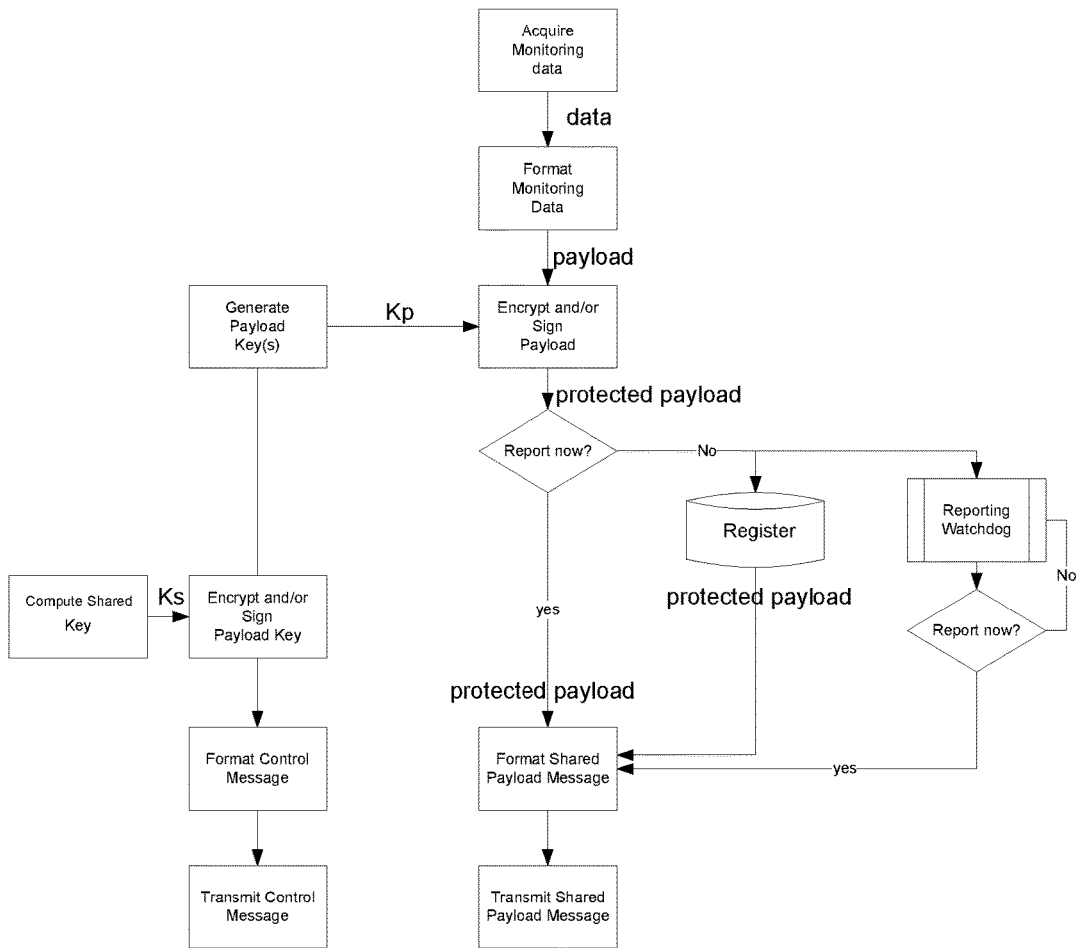 Acquire
Monitoring
data
data
Format
Monitoring
Data
payload
Generate
Payload
Key(s)
Kp
Encrypt and/or
Sign
Payload
protected payload
Report now?
No
Register
Reporting
Watchdog
No
Compute Shared
Key
Ks
Encrypt and/or
Sign
Payload Key
yes
protected payload
Report now?
protected payload
Format Control
Message
Format Shared
Payload Message
yes
Transmit Control
Message
Transmit Shared
Payload Message